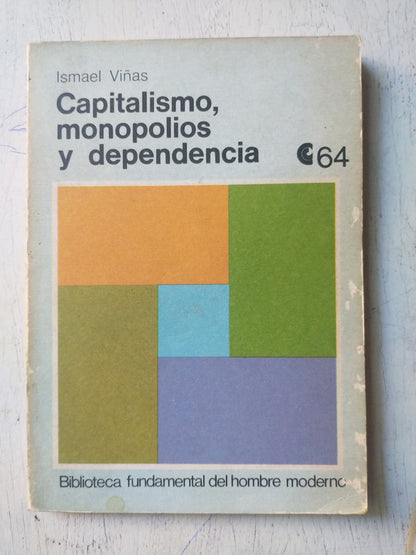 Ismael Viñas
Capitalismo,
monopolios
y dependencia
64
Biblioteca fundamental del hombre moderno